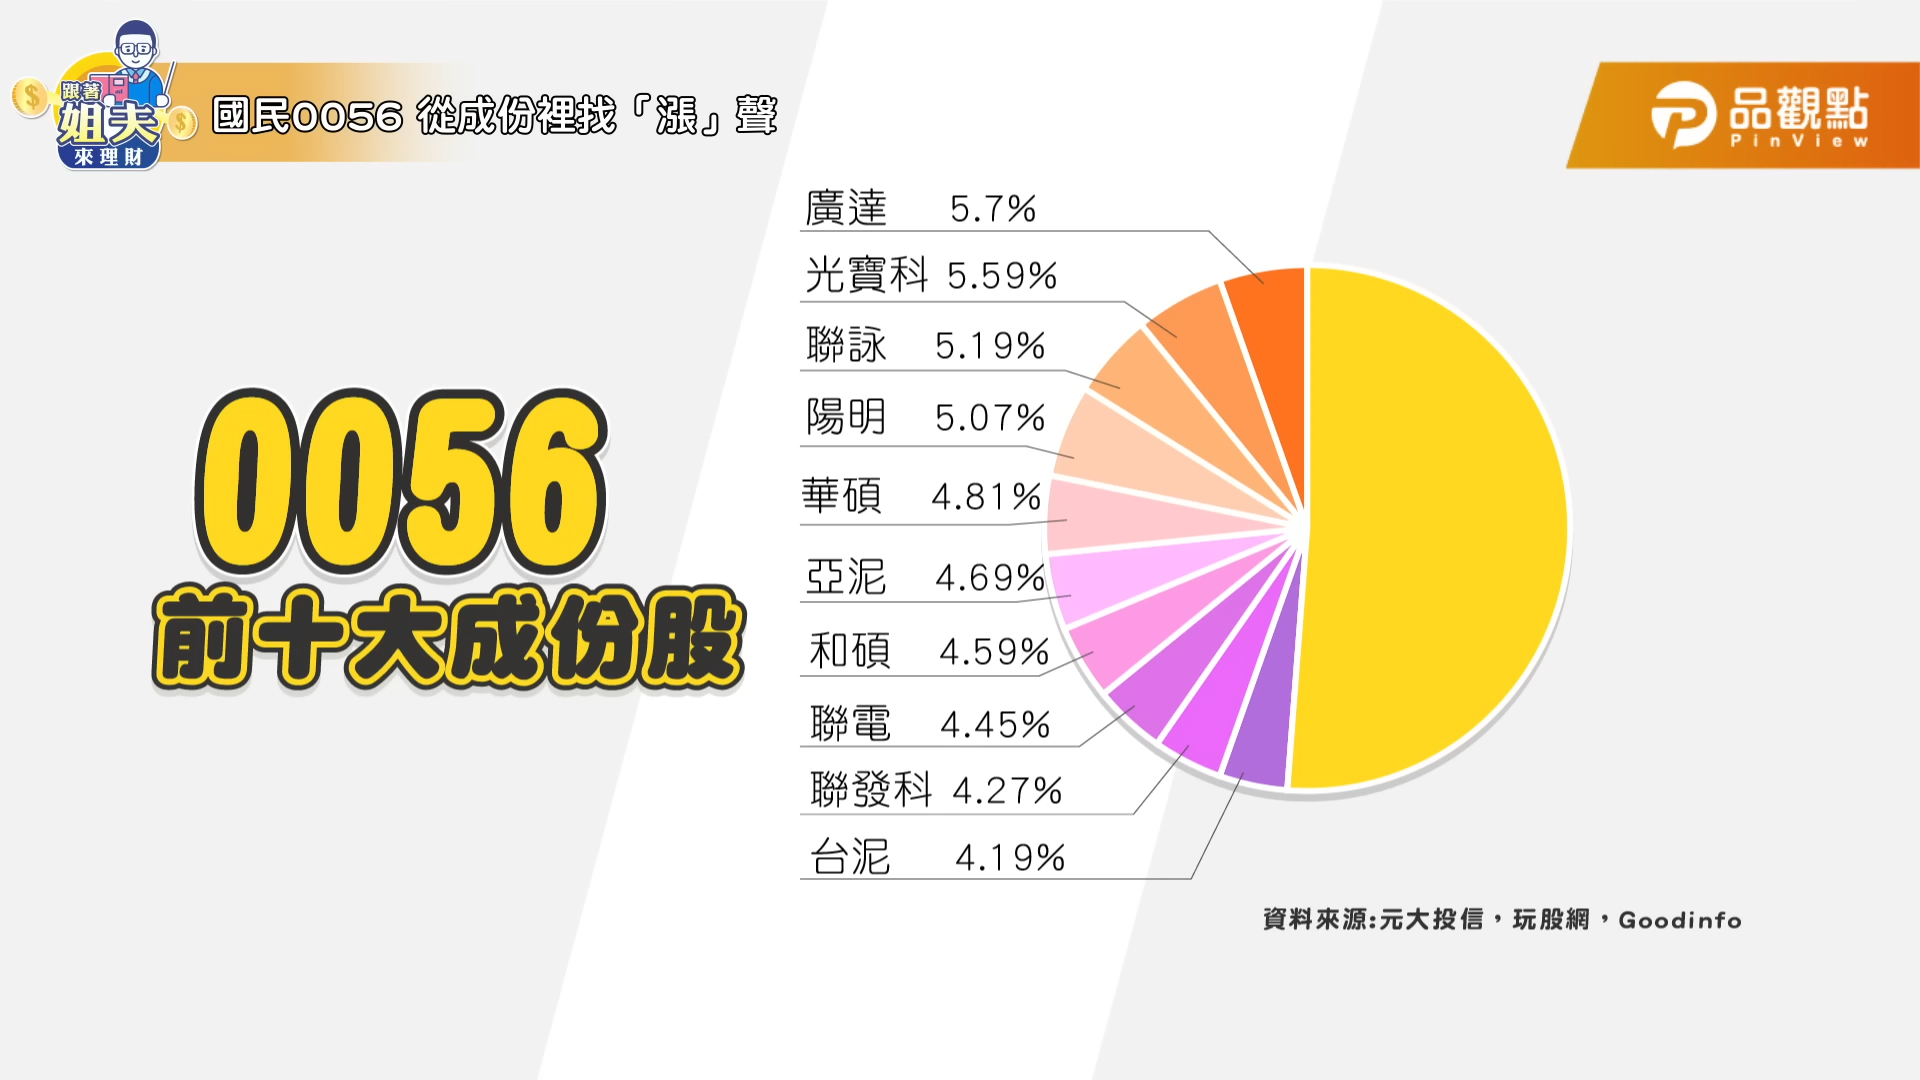 跟著
姐夫
來理財
國民0056 從成份裡找「漲」聲
品觀點
PinView
廣達 5.7%
光寶科 5.59%
聯詠 5.19%
陽明 5.07%
華碩 4.81%
亞泥 4.69%
和碩 4.59%
聯電 4.45%
聯發科 4.27%
台泥 4.19%
0056
前十大成份股
資料來源:元大投信，玩股網，Goodinfo